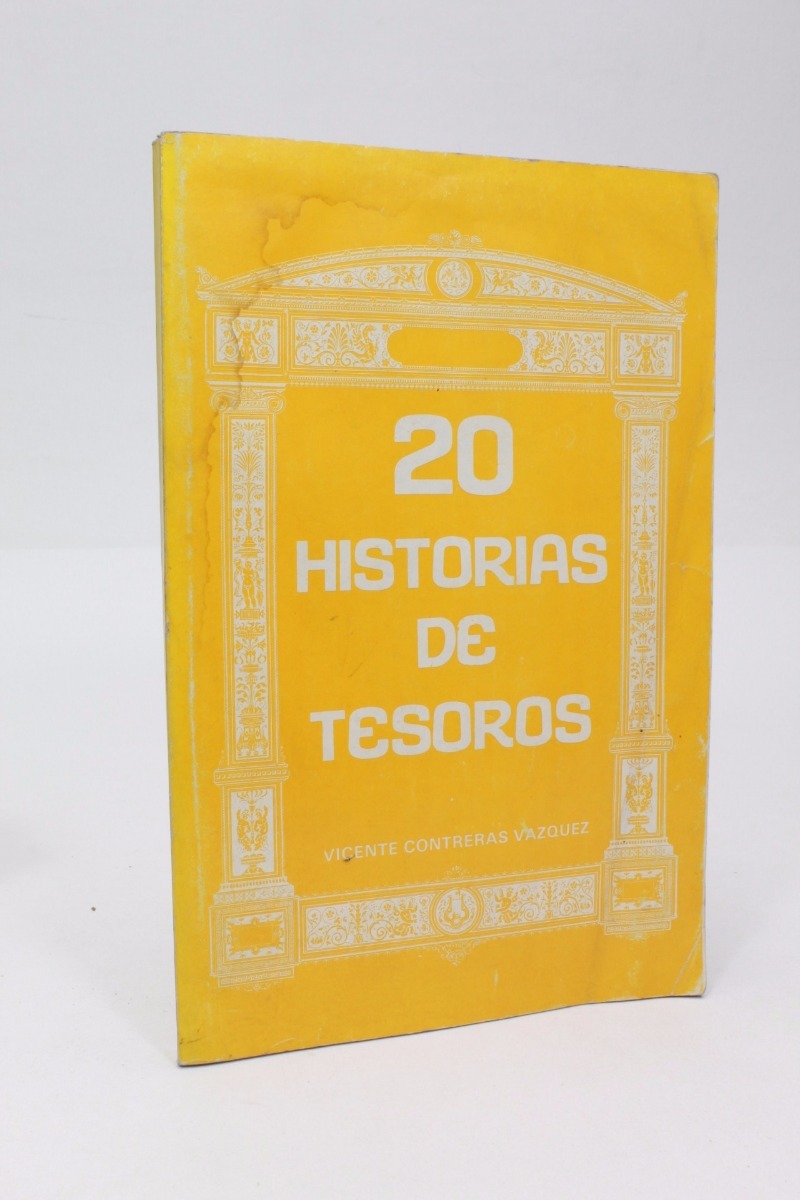 20
HISTORIAS
DE
TESOROS
VICENTE CONTRERAS VAZQUEZ